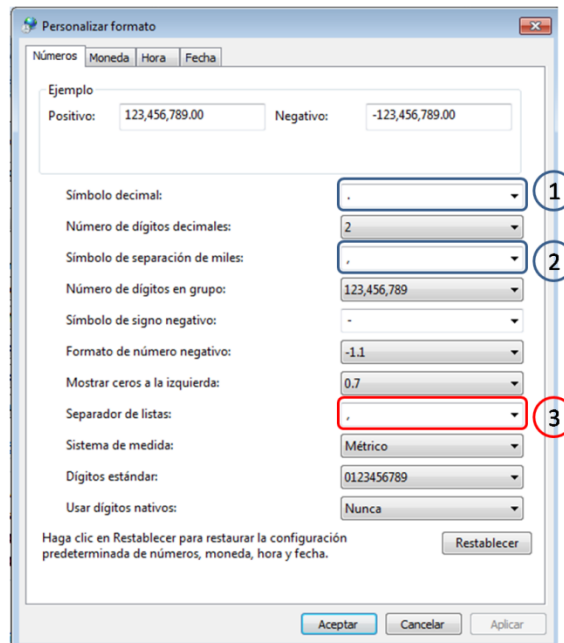 Personalizar formato
Números Moneda Hora Fecha
Ejemplo
Positivo: 123,456,789.00 Negativo: -123,456,789.00
Símbolo decimal: . 1
Número de dígitos decimales: 2
Símbolo de separación de miles: , 2
Número de dígitos en grupo: 123,456,789
Símbolo de signo negativo: -
Formato de número negativo: -1.1
Mostrar ceros a la izquierda: 0.7
Separador de listas: , 3
Sistema de medida: Métrico
Dígitos estándar: 0123456789
Usar dígitos nativos: Nunca
Haga clic en Restablecer para restaurar la configuración
predeterminada de números, moneda, hora y fecha.
Restablecer
Aceptar Cancelar Aplicar